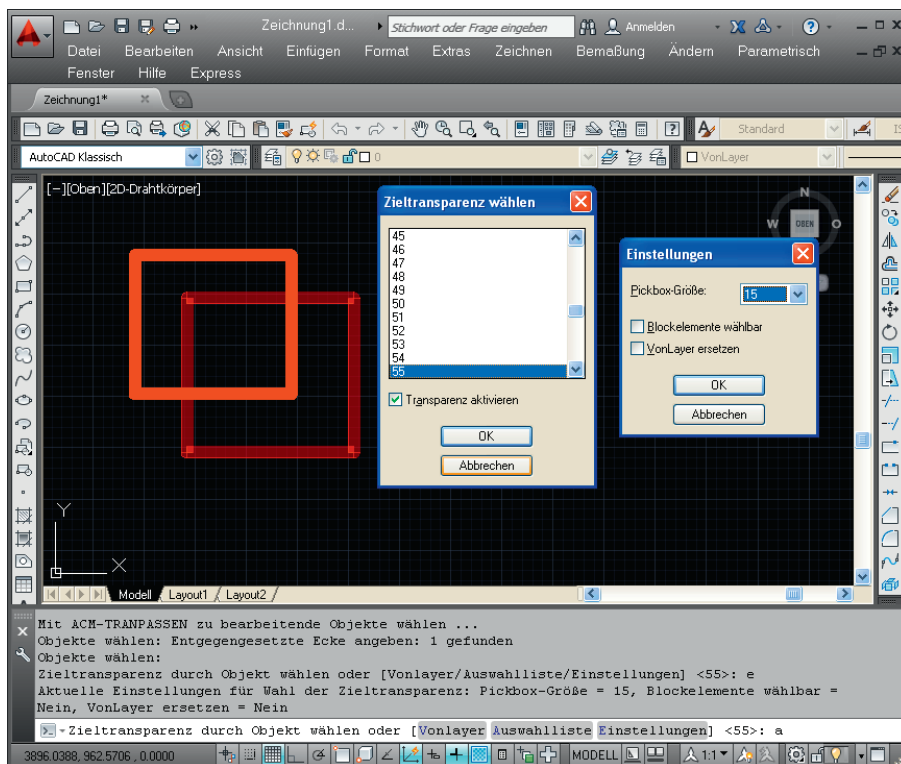 Zeichnung1.d...
Stichwort oder Frage eingeben
Anmelden
Datei Bearbeiten Ansicht Einfügen Format Extras Zeichnen Bemaßung Ändern Parametrisch
Fenster Hilfe Express
Zeichnung1*
Standard
AutoCAD Klassisch
0
VonLayer
[−][Oben][2D-Drahtkörper]
N
W OBEN O
Zieltransparenz wählen
45
46
47
48
49
50
51
52
53
54
55
Transparenz aktivieren
OK
Abbrechen
Einstellungen
Pickbox-Größe: 15
Blockelemente wählbar
VonLayer ersetzen
OK
Abbrechen
Y
X
Modell Layout1 Layout2
Mit ACM-TRANPASSEN zu bearbeitende Objekte wählen ...
Objekte wählen: Entgegengesetzte Ecke angeben: 1 gefunden
Objekte wählen:
Zieltransparenz durch Objekt wählen oder [Vonlayer/Auswahlliste/Einstellungen] <55>: e
Aktuelle Einstellungen für Wahl der Zieltransparenz: Pickbox-Größe = 15, Blockelemente wählbar =
Nein, VonLayer ersetzen = Nein
Zieltransparenz durch Objekt wählen oder [Vonlayer Auswahlliste Einstellungen] <55>: a
3896.0388, 962.5706 , 0.0000
MODELL
1:1